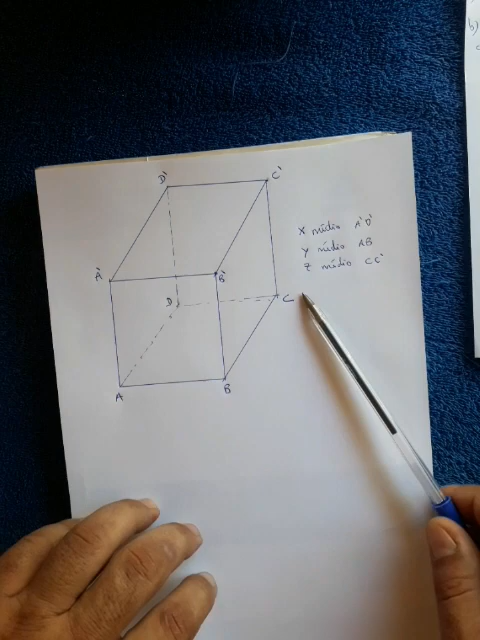 D' C'
X médio A'D'
Y médio AB
Z médio CC'
A' B'
D C
A B
b)